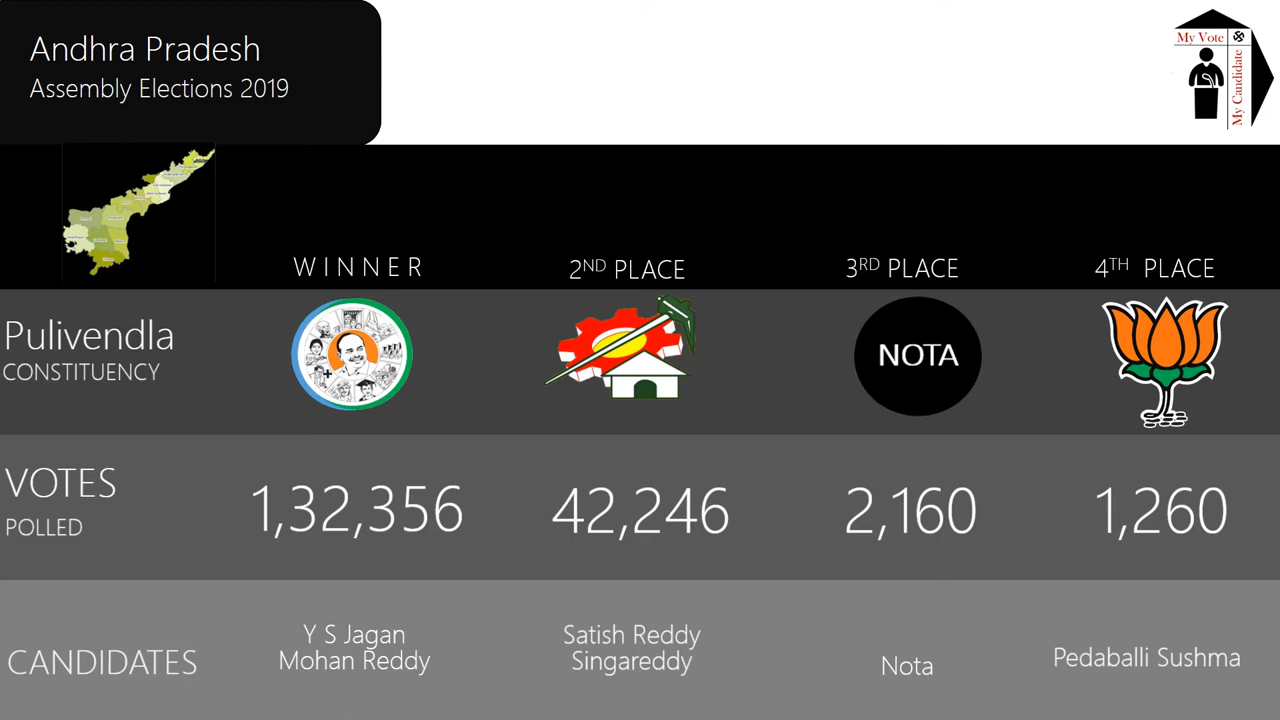 Andhra Pradesh
Assembly Elections 2019
My Vote
My Candidate
WINNER
2ND PLACE
3RD PLACE
4TH PLACE
Pulivendla
CONSTITUENCY
NOTA
VOTES
POLLED
1,32,356
42,246
2,160
1,260
CANDIDATES
Y S Jagan
Mohan Reddy
Satish Reddy
Singareddy
Nota
Pedaballi Sushma